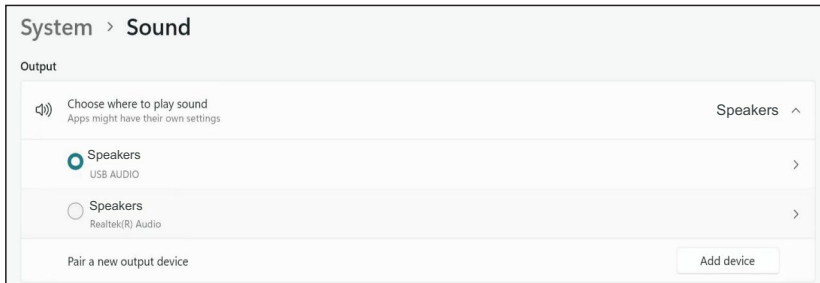 System > Sound
Output
Choose where to play sound
Apps might have their own settings
Speakers
Speakers
USB AUDIO
Speakers
Realtek(R) Audio
Pair a new output device
Add device